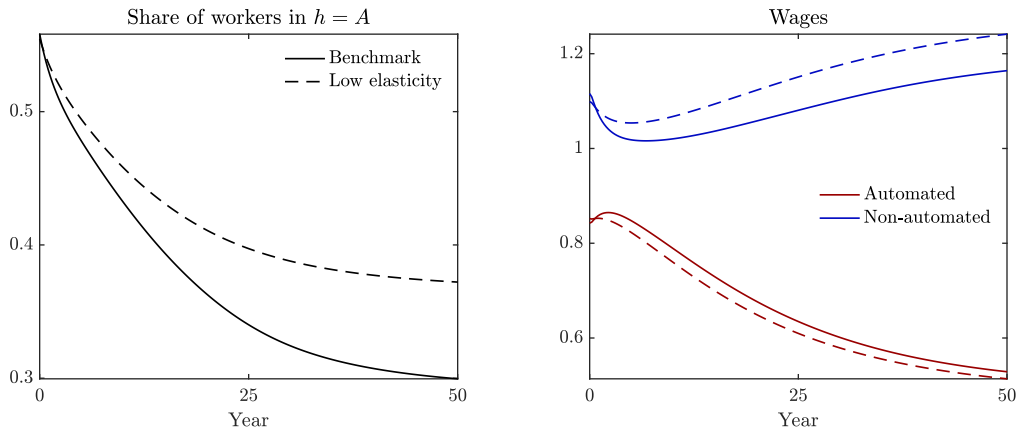 Share of workers in h = A
Benchmark
Low elasticity
0.5
0.4
0.3
0
25
50
Year
Wages
1.2
1
0.8
0.6
Automated
Non-automated
0
25
50
Year